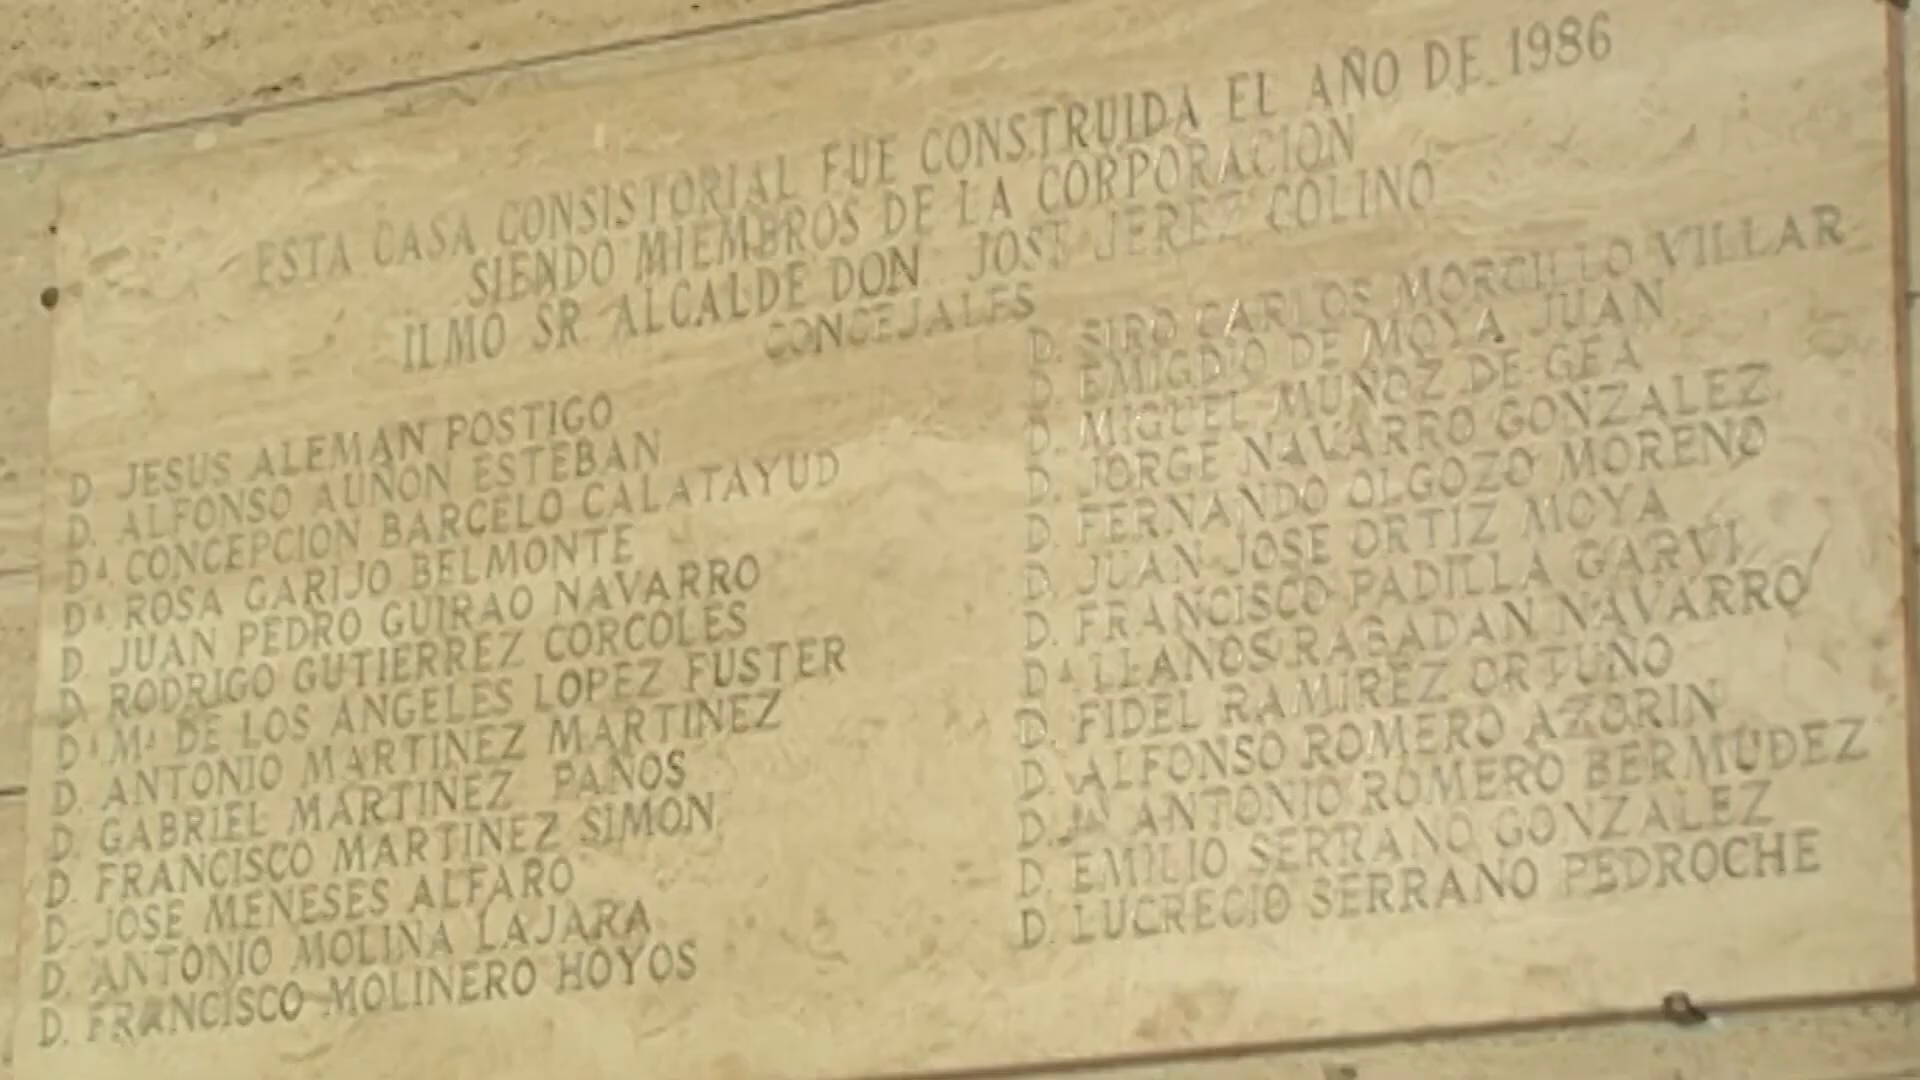 ESTA CASA CONSISTORIAL FUE CONSTRUIDA EL AÑO DE 1986
SIENDO MIEMBROS DE LA CORPORACION
ILMO SR. ALCALDE DON JOSE JEREZ COLINO
CONCEJALES
D. JESUS ALEMAN POSTIGO
D. ALFONSO AUÑON ESTEBAN
Dª. CONCEPCION BARCELO CALATAYUD
Dª. ROSA GARIJO BELMONTE
D. JUAN PEDRO GUIRAO NAVARRO
D. RODRIGO GUTIERREZ CORCOLES
Dª Mª DE LOS ANGELES LOPEZ FUSTER
D. ANTONIO MARTINEZ MARTINEZ
D. GABRIEL MARTINEZ PAÑOS
D. FRANCISCO MARTINEZ SIMON
D. JOSE MENESES ALFARO
D. ANTONIO MOLINA LAJARA
D. FRANCISCO MOLINERO HOYOS
D. SIRO CARLOS MORCILLO VILLAR
D. EMIGDIO DE MOYA JUAN
D. MIGUEL MUÑOZ DE GEA
D. JORGE NAVARRO GONZALEZ
D. FERNANDO OLGOZO MORENO
D. JUAN JOSE ORTIZ MOYA
D. FRANCISCO PADILLA GARVI
Dª LLANOS RABADAN NAVARRO
D. FIDEL RAMIREZ ORTUÑO
D. ALFONSO ROMERO AZORIN
D. Jº ANTONIO ROMERO BERMUDEZ
D. EMILIO SERRANO GONZALEZ
D. LUCRECIO SERRANO PEDROCHE